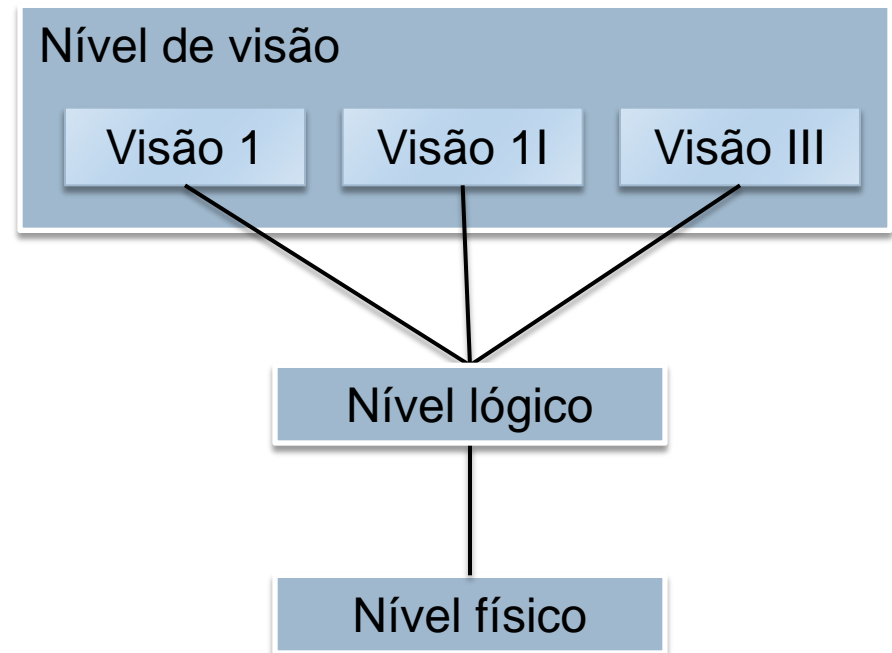 Nível de visão
Visão 1
Visão 1I
Visão III
Nível lógico
Nível físico